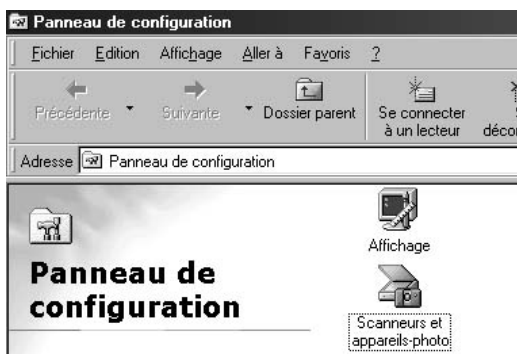 Panneau de configuration
Fichier Edition Affichage Aller à Favoris ?
Précédente Suivante Dossier parent Se connecter à un lecteur
Adresse Panneau de configuration
Panneau de
configuration
Affichage
Scanneurs et
appareils-photo